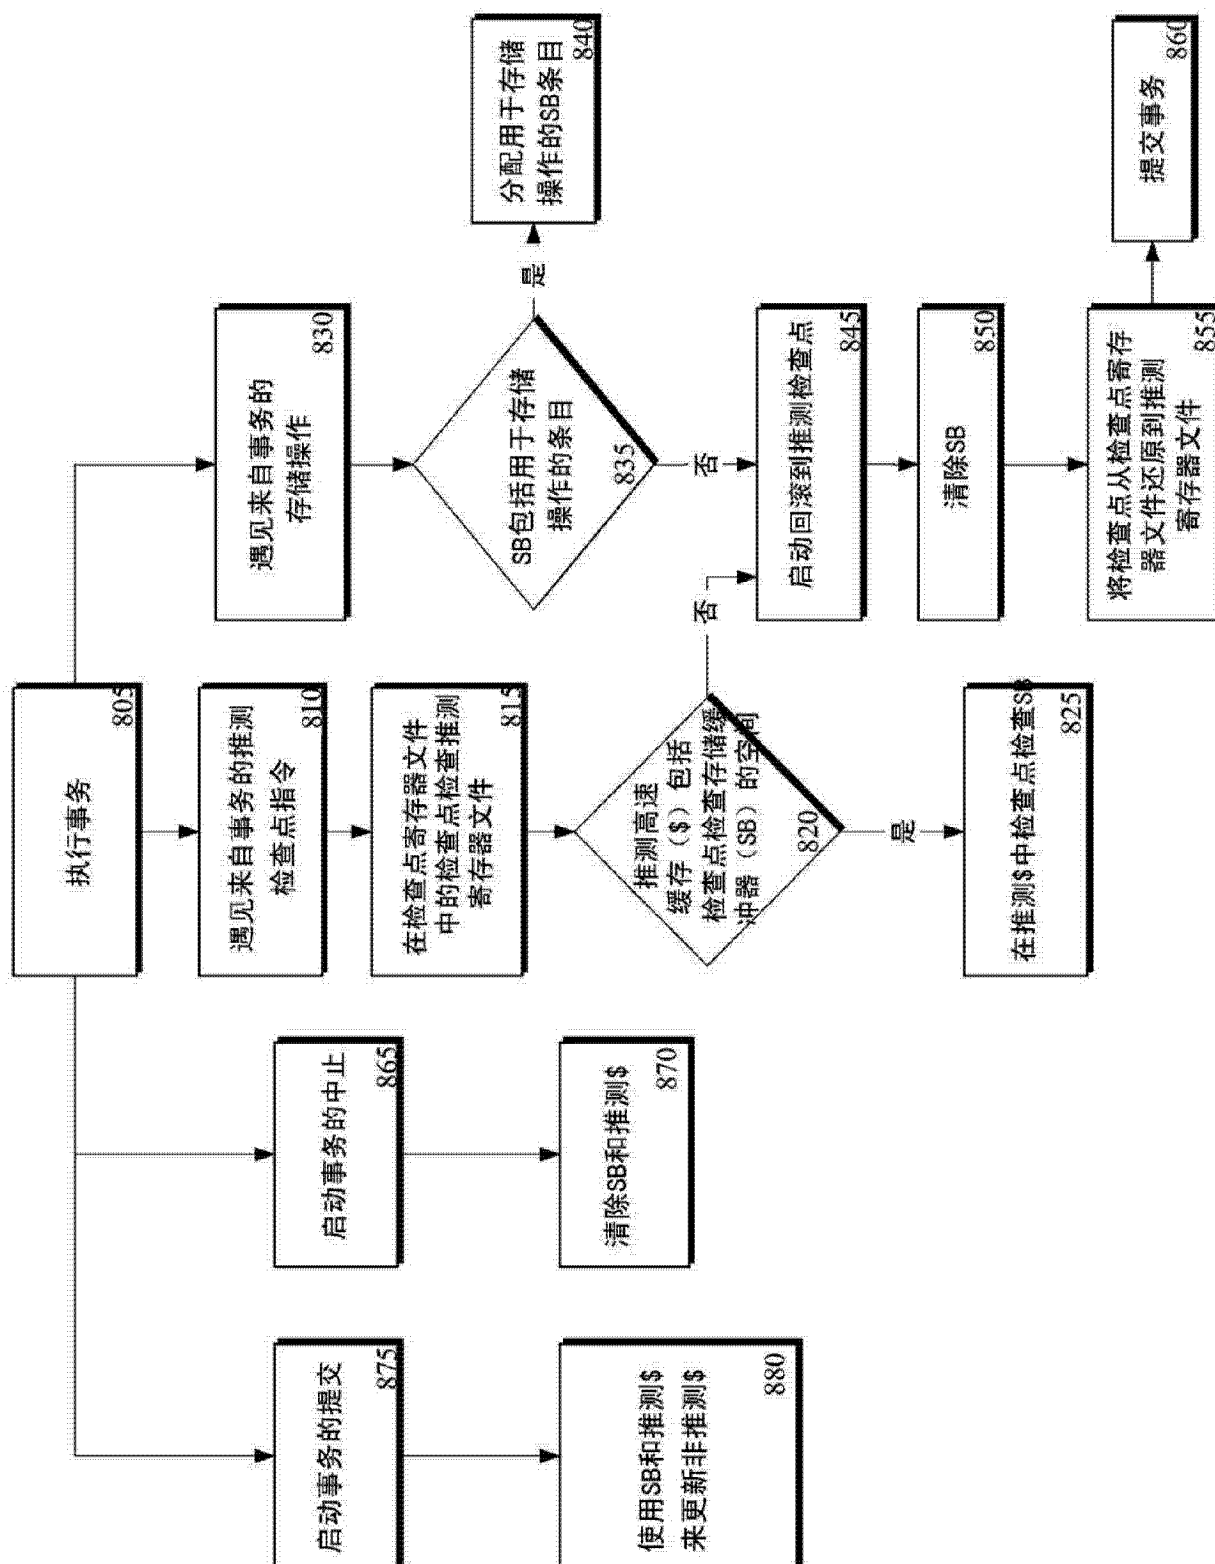 执行事务
805
遇见来自事务的推测
检查点指令
810
在检查点寄存器文件
中的检查点检查推测
寄存器文件
815
推测高速
缓存（$）包括
检查点检查存储缓
冲器（SB）的空间
820
是
否
在推测$中检查点检查SB
825
遇见来自事务的
存储操作
830
SB包括用于存储
操作的条目
835
是
否
分配用于存储
操作的SB条目
840
启动回滚到推测检查点
845
清除SB
850
将检查点从检查点寄存
器文件还原到推测
寄存器文件
855
提交事务
860
启动事务的中止
865
清除SB和推测$
870
启动事务的提交
875
使用SB和推测$
来更新非推测$
880